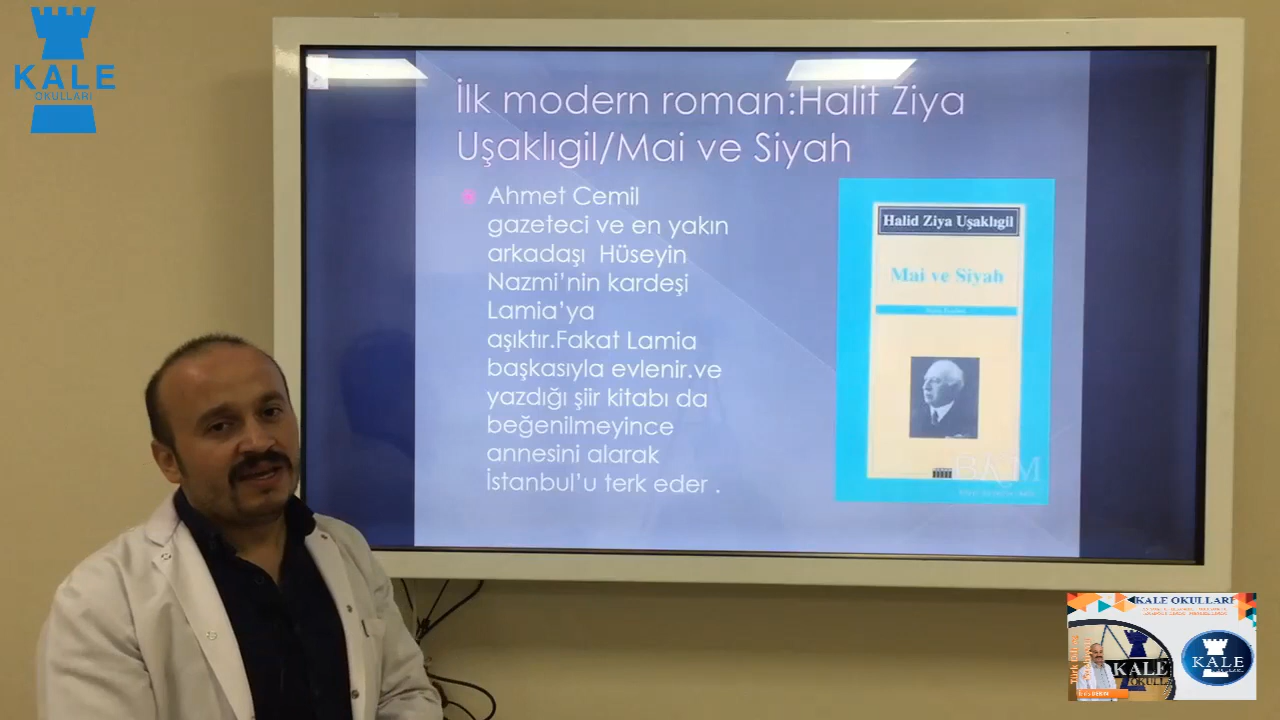 KALE
OKULLARI
İlk modern roman:Halit Ziya
Uşaklıgil/Mai ve Siyah
Ahmet Cemil
gazeteci ve en yakın
arkadaşı Hüseyin
Nazmi’nin kardeşi
Lamia’ya
aşıktır.Fakat Lamia
başkasıyla evlenir.ve
yazdığı şiir kitabı da
beğenilmeyince
annesini alarak
İstanbul’u terk eder .
Halid Ziya Uşaklıgil
Mai ve Siyah
KALE OKULLARI
KALE
OKULL
KALE